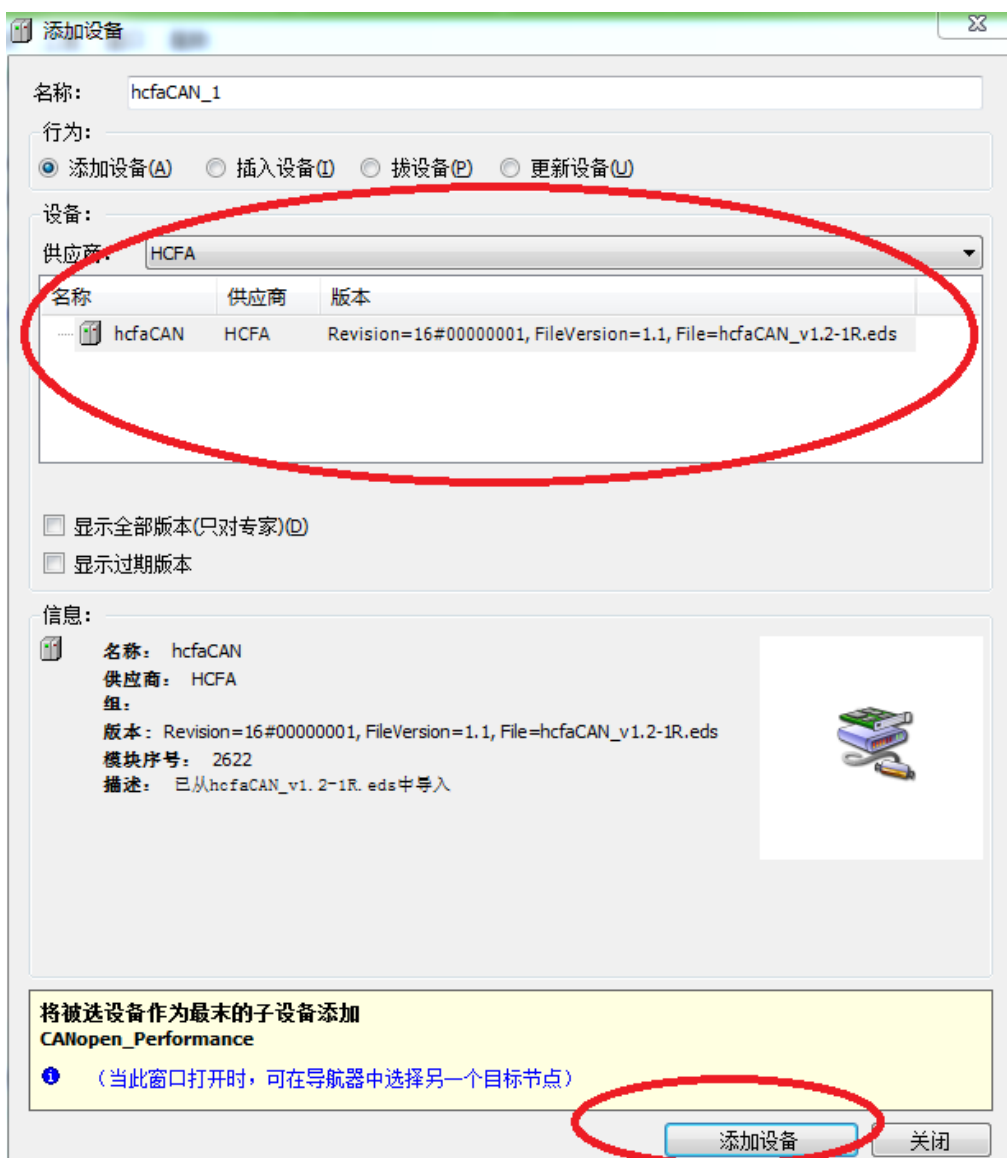 添加设备
名称： hcfaCAN_1
行为：
添加设备(A) 插入设备(I) 拔设备(P) 更新设备(U)
设备：
供应商： HCFA
名称 供应商 版本
hcfaCAN HCFA Revision=16#00000001, FileVersion=1.1, File=hcfaCAN_v1.2-1R.eds
显示全部版本(只对专家)(D)
显示过期版本
信息：
名称： hcfaCAN
供应商： HCFA
组：
版本： Revision=16#00000001, FileVersion=1.1, File=hcfaCAN_v1.2-1R.eds
模块序号： 2622
描述： 已从hcfaCAN_v1.2-1R.eds中导入
将被选设备作为最末的子设备添加
CANopen_Performance
（当此窗口打开时，可在导航器中选择另一个目标节点）
添加设备 关闭